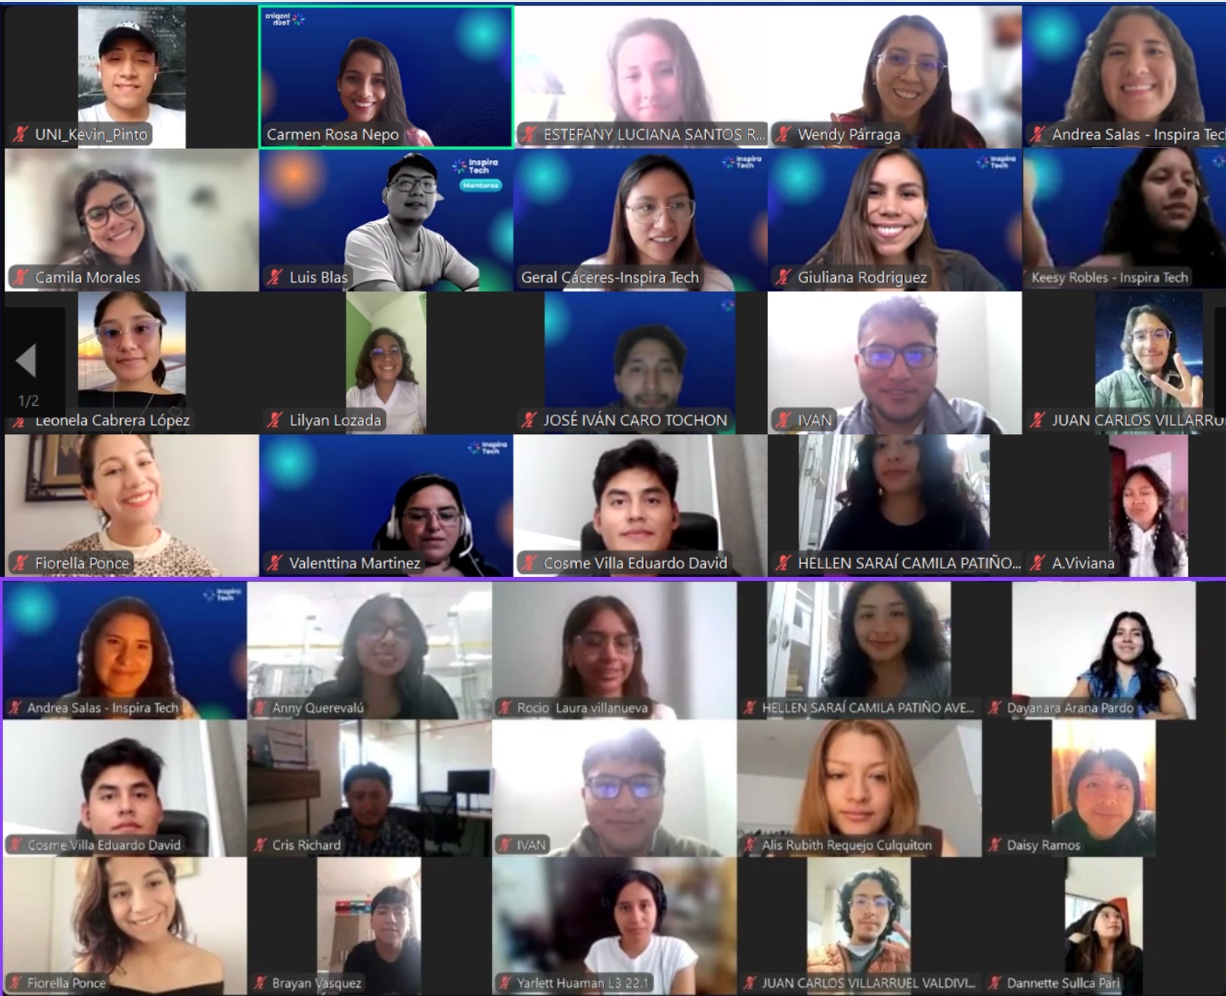 Inspira Tech
UNI_Kevin_Pinto
Carmen Rosa Nepo
ESTEFANY LUCIANA SANTOS R...
Wendy Párraga
Andrea Salas - Inspira Tec
Inspira Tech
Mentores
Inspira Tech
Inspira Tech
Camila Morales
Luis Blas
Geral Cáceres-Inspira Tech
Giuliana Rodriguez
Keesy Robles - Inspira Tech
1/2
Leonela Cabrera López
Lilyan Lozada
JOSÉ IVÁN CARO TOCHON
IVAN
JUAN CARLOS VILLARRU
Inspira Tech
Fiorella Ponce
Valenttina Martinez
Cosme Villa Eduardo David
HELLEN SARAÍ CAMILA PATIÑO...
A.Viviana
Inspira Tech
Andrea Salas - Inspira Tech
Anny Querevalú
Rocio Laura villanueva
HELLEN SARAÍ CAMILA PATIÑO AVE...
Dayanara Arana Pardo
Cosme Villa Eduardo David
Cris Richard
IVAN
Alis Rubith Requejo Culquiton
Daisy Ramos
Fiorella Ponce
Brayan Vasquez
Yarlett Huaman L3 22.1
JUAN CARLOS VILLARRUEL VALDIVI...
Dannette Sullca Pari